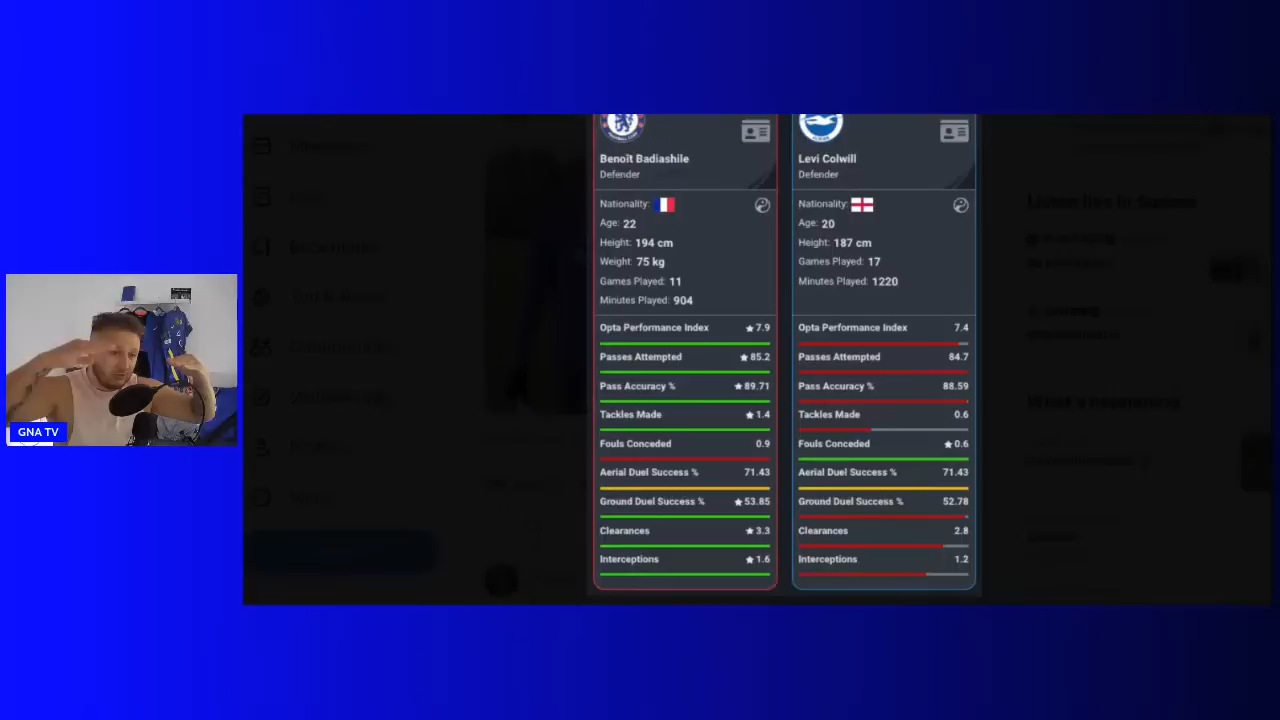 Benoît Badiashile
Defender
Nationality:
Age: 22
Height: 194 cm
Weight: 75 kg
Games Played: 11
Minutes Played: 904
Opta Performance Index 7.9
Passes Attempted 85.2
Pass Accuracy % 89.71
Tackles Made 1.4
Fouls Conceded 0.9
Aerial Duel Success % 71.43
Ground Duel Success % 53.85
Clearances 3.3
Interceptions 1.6
Levi Colwill
Defender
Nationality:
Age: 20
Height: 187 cm
Games Played: 17
Minutes Played: 1220
Opta Performance Index 7.4
Passes Attempted 84.7
Pass Accuracy % 88.59
Tackles Made 0.6
Fouls Conceded 0.6
Aerial Duel Success % 71.43
Ground Duel Success % 52.78
Clearances 2.8
Interceptions 1.2
GNA TV